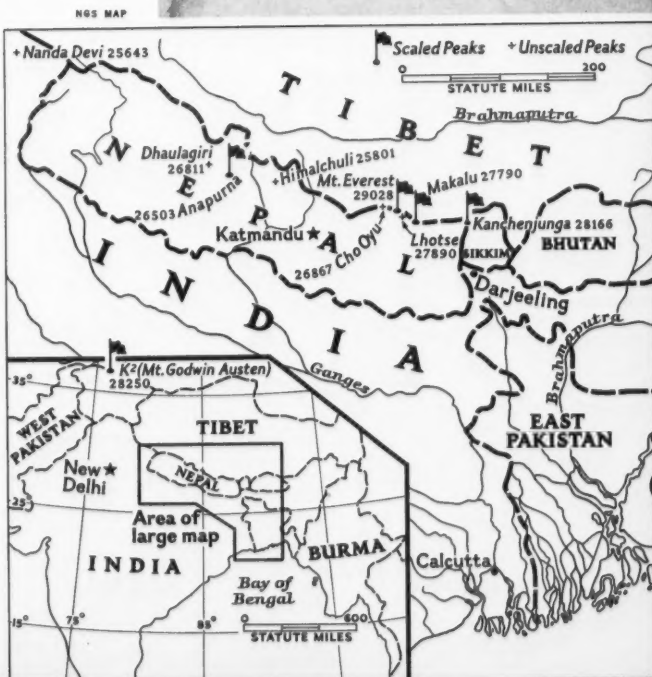 NGS MAP
+Nanda Devi 25643
Scaled Peaks +Unscaled Peaks
0 200
STATUTE MILES
TIBET
Brahmaputra
NEPAL
Dhaulagiri
26811+
+Himalchuli 25801
26503 Anapurna
Mt. Everest
29028
Makalu 27790
Katmandu★
26867 Cho Oyu
Lhotse
27890
Kanchenjunga 28166
SIKKIM
BHUTAN
Darjeeling
INDIA
Ganges
Brahmaputra
EAST
PAKISTAN
Calcutta
K²(Mt. Godwin Austen)
28250
35°
WEST
PAKISTAN
TIBET
New★
Delhi
NEPAL
25°
Area of
large map
INDIA
BURMA
Bay of
Bengal
15°
75°
85°
0 600
STATUTE MILES